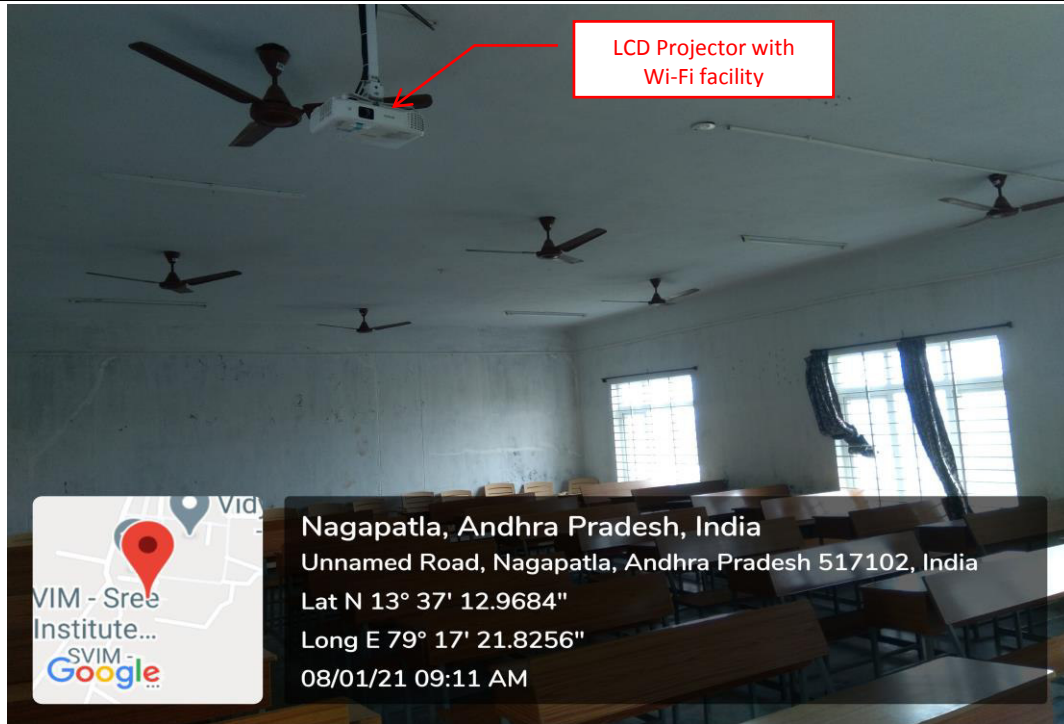 LCD Projector with
Wi-Fi facility
Nagapatla, Andhra Pradesh, India
Unnamed Road, Nagapatla, Andhra Pradesh 517102, India
Lat N 13° 37' 12.9684"
Long E 79° 17' 21.8256"
08/01/21 09:11 AM
Vid
VIM - Sree
Institute...
SVIM -
Google
...